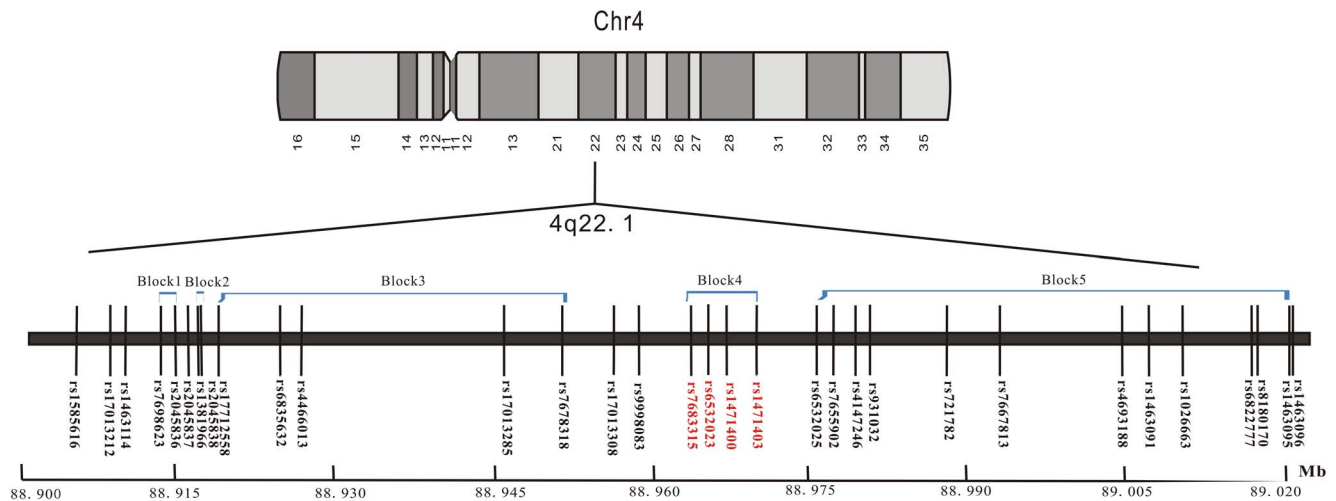 Chr4
16 15 14 13 12 11 11 12 13 21 22 23 24 25 26 27 28 31 32 33 34 35
4q22. 1
Block1 Block2 Block3 Block4 Block5
rs1585616 rs17013212 rs1463114 rs7698623 rs2045836 rs2045837 rs1381966 rs2045838 rs17712558 rs6835632 rs4466013 rs17013285 rs7678318 rs17013308 rs9998083 rs7683315 rs6532023 rs1471400 rs1471403 rs6532025 rs7655902 rs4147246 rs931032 rs721782 rs7667813 rs4693188 rs1463091 rs1026663 rs6822777 rs8180170 rs1463095 rs1463096
Mb
88. 900 88. 915 88. 930 88. 945 88. 960 88. 975 88. 990 89. 005 89. 020